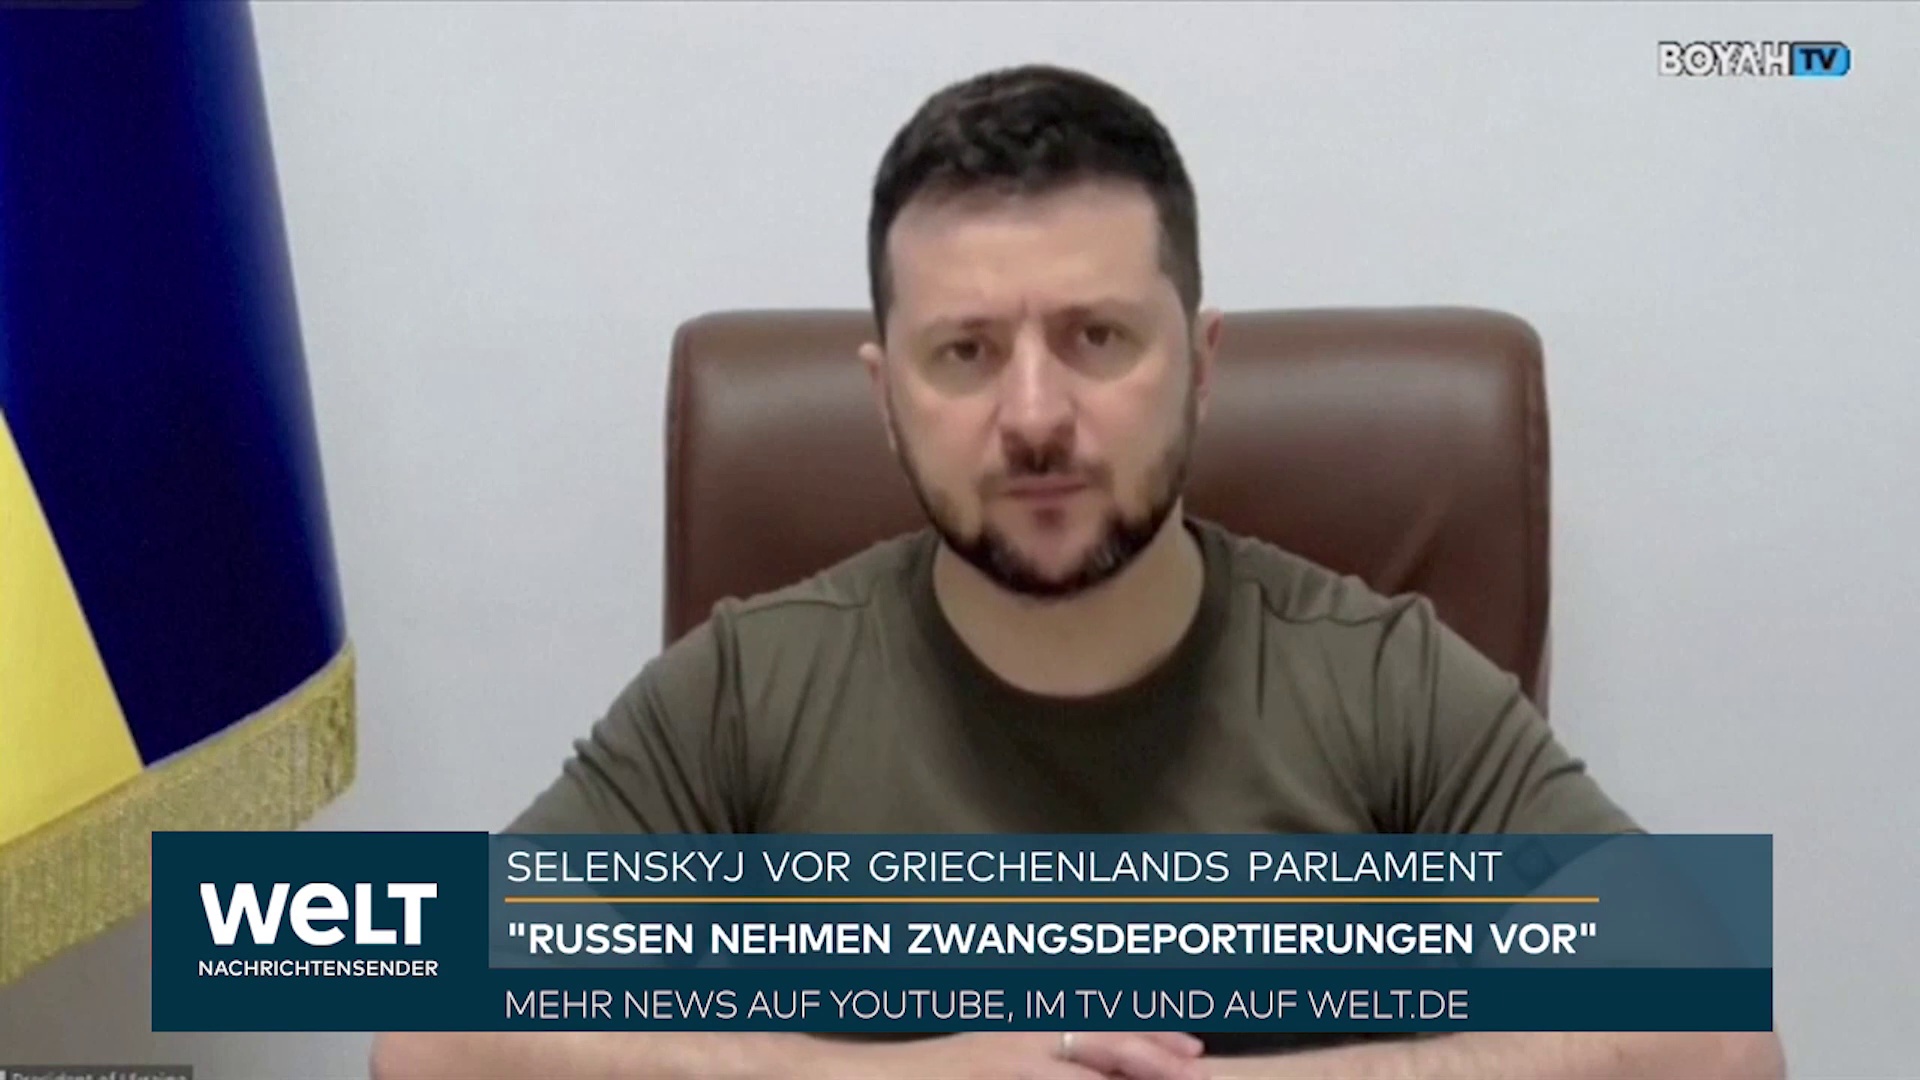 ΒΟΥΛΗ TV
SELENSKYJ VOR GRIECHENLANDS PARLAMENT
"RUSSEN NEHMEN ZWANGSDEPORTIERUNGEN VOR"
welt
NACHRICHTENSENDER
MEHR NEWS AUF YOUTUBE, IM TV UND AUF WELT.DE
President of Ukraine